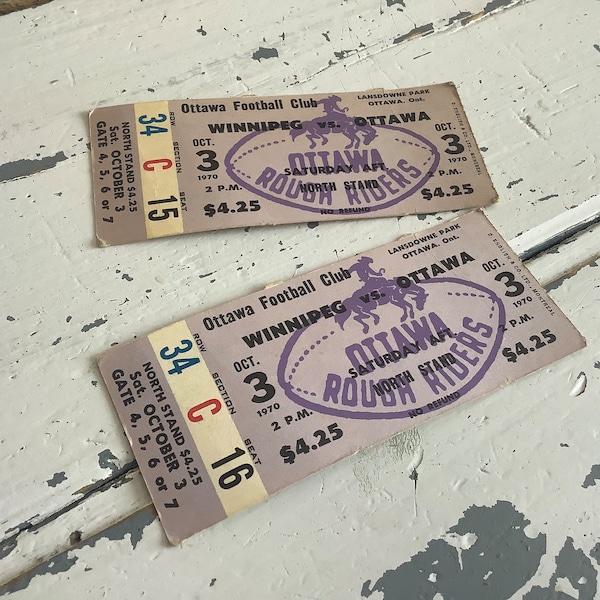 NORTH STAND $4.25
Sat. OCTOBER 3
GATE 4, 5, 6 or 7
34 ROW
C SECTION
15 SEAT
Ottawa Football Club
LANSDOWNE PARK
OTTAWA, Ont.
WINNIPEG vs. OTTAWA
OCT.
3
1970
2 P.M.
$4.25
OTTAWA
SATURDAY AFT.
ROUGH RIDERS
NORTH STAND
NO REFUND
OCT.
3
1970
2 P.M.
$4.25
NORTH STAND $4.25
Sat. OCTOBER 3
GATE 4, 5, 6 or 7
34 ROW
C SECTION
16 SEAT
Ottawa Football Club
LANSDOWNE PARK
OTTAWA, Ont.
WINNIPEG vs. OTTAWA
OCT.
3
1970
2 P.M.
$4.25
OTTAWA
SATURDAY AFT.
ROUGH RIDERS
NORTH STAND
NO REFUND
OCT.
3
1970
2 P.M.
$4.25